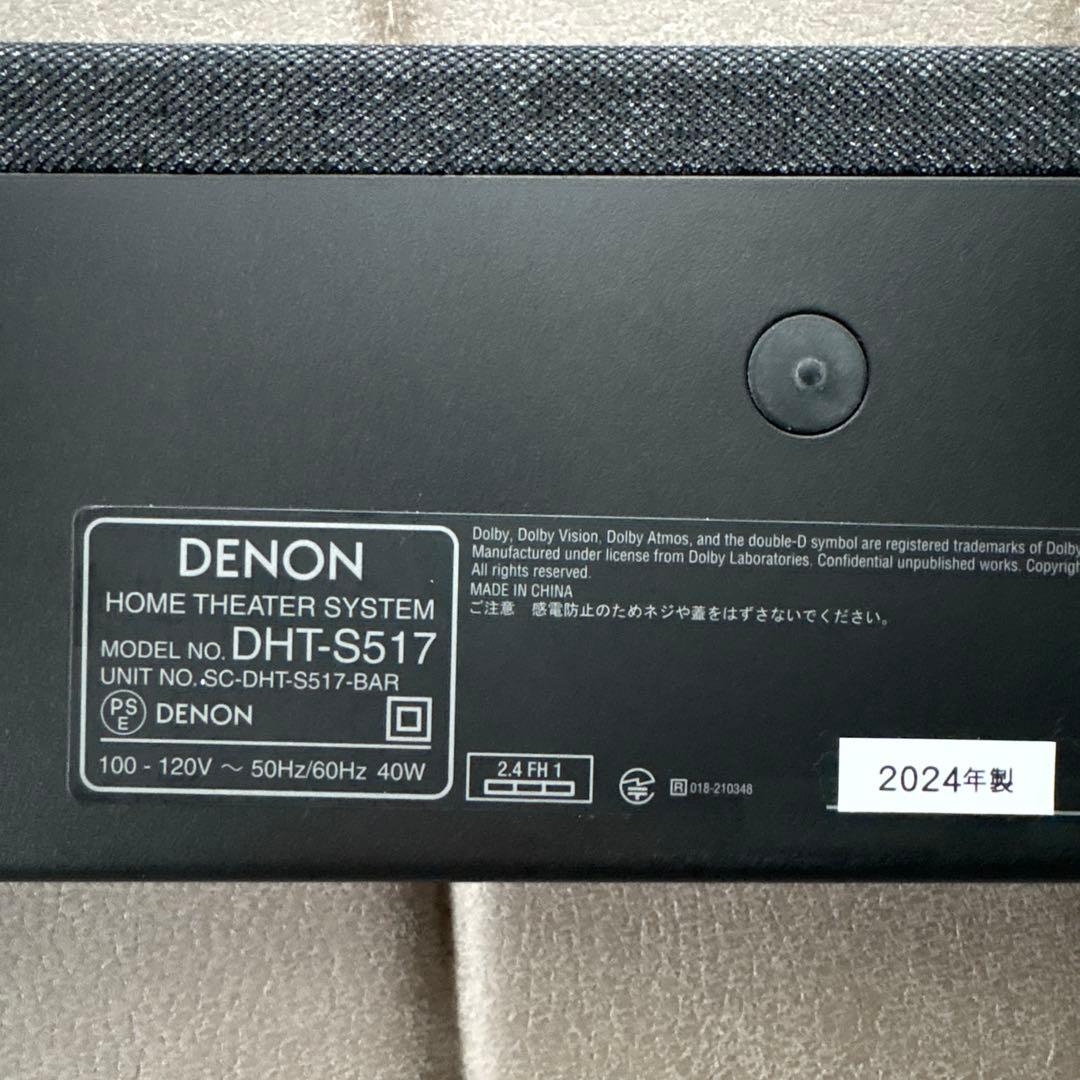 DENON
HOME THEATER SYSTEM
MODEL NO. DHT-S517
UNIT NO. SC-DHT-S517-BAR
PS
E
DENON
100 - 120V ~ 50Hz/60Hz 40W
Dolby, Dolby Vision, Dolby Atmos, and the double-D symbol are registered trademarks of Dolby
Manufactured under license from Dolby Laboratories. Confidential unpublished works. Copyrigh
All rights reserved.
MADE IN CHINA
ご注意 感電防止のためネジや蓋をはずさないでください。
2.4 FH 1
R 018-210348
2024年製